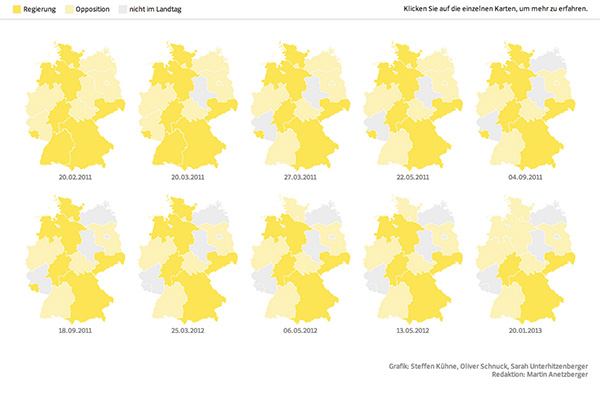 Regierung Opposition nicht im Landtag Klicken Sie auf die einzelnen Karten, um mehr zu erfahren.
20.02.2011 20.03.2011 27.03.2011 22.05.2011 04.09.2011
18.09.2011 25.03.2012 06.05.2012 13.05.2012 20.01.2013
Grafik: Steffen Kühne, Oliver Schnuck, Sarah Unterhitzenberger
Redaktion: Martin Anetzberger